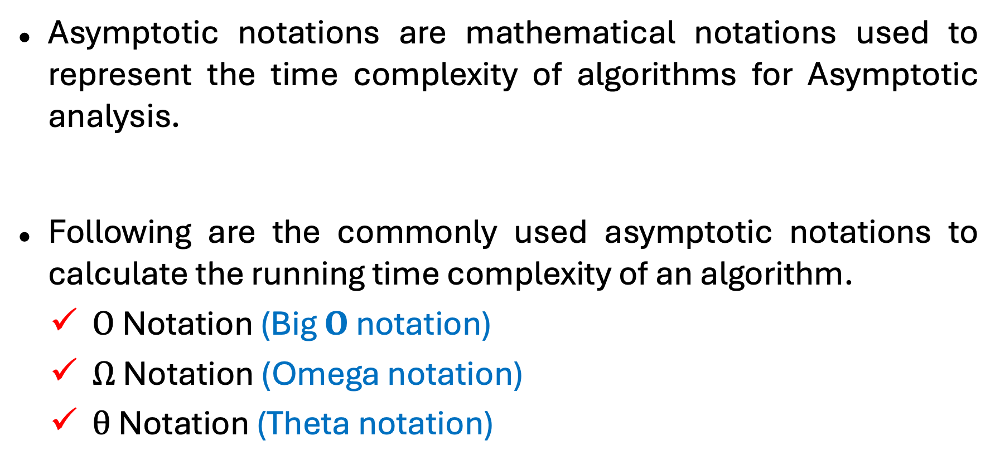 • Asymptotic notations are mathematical notations used to
represent the time complexity of algorithms for Asymptotic
analysis.
• Following are the commonly used asymptotic notations to
calculate the running time complexity of an algorithm.
✓ O Notation (Big O notation)
✓ Ω Notation (Omega notation)
✓ θ Notation (Theta notation)